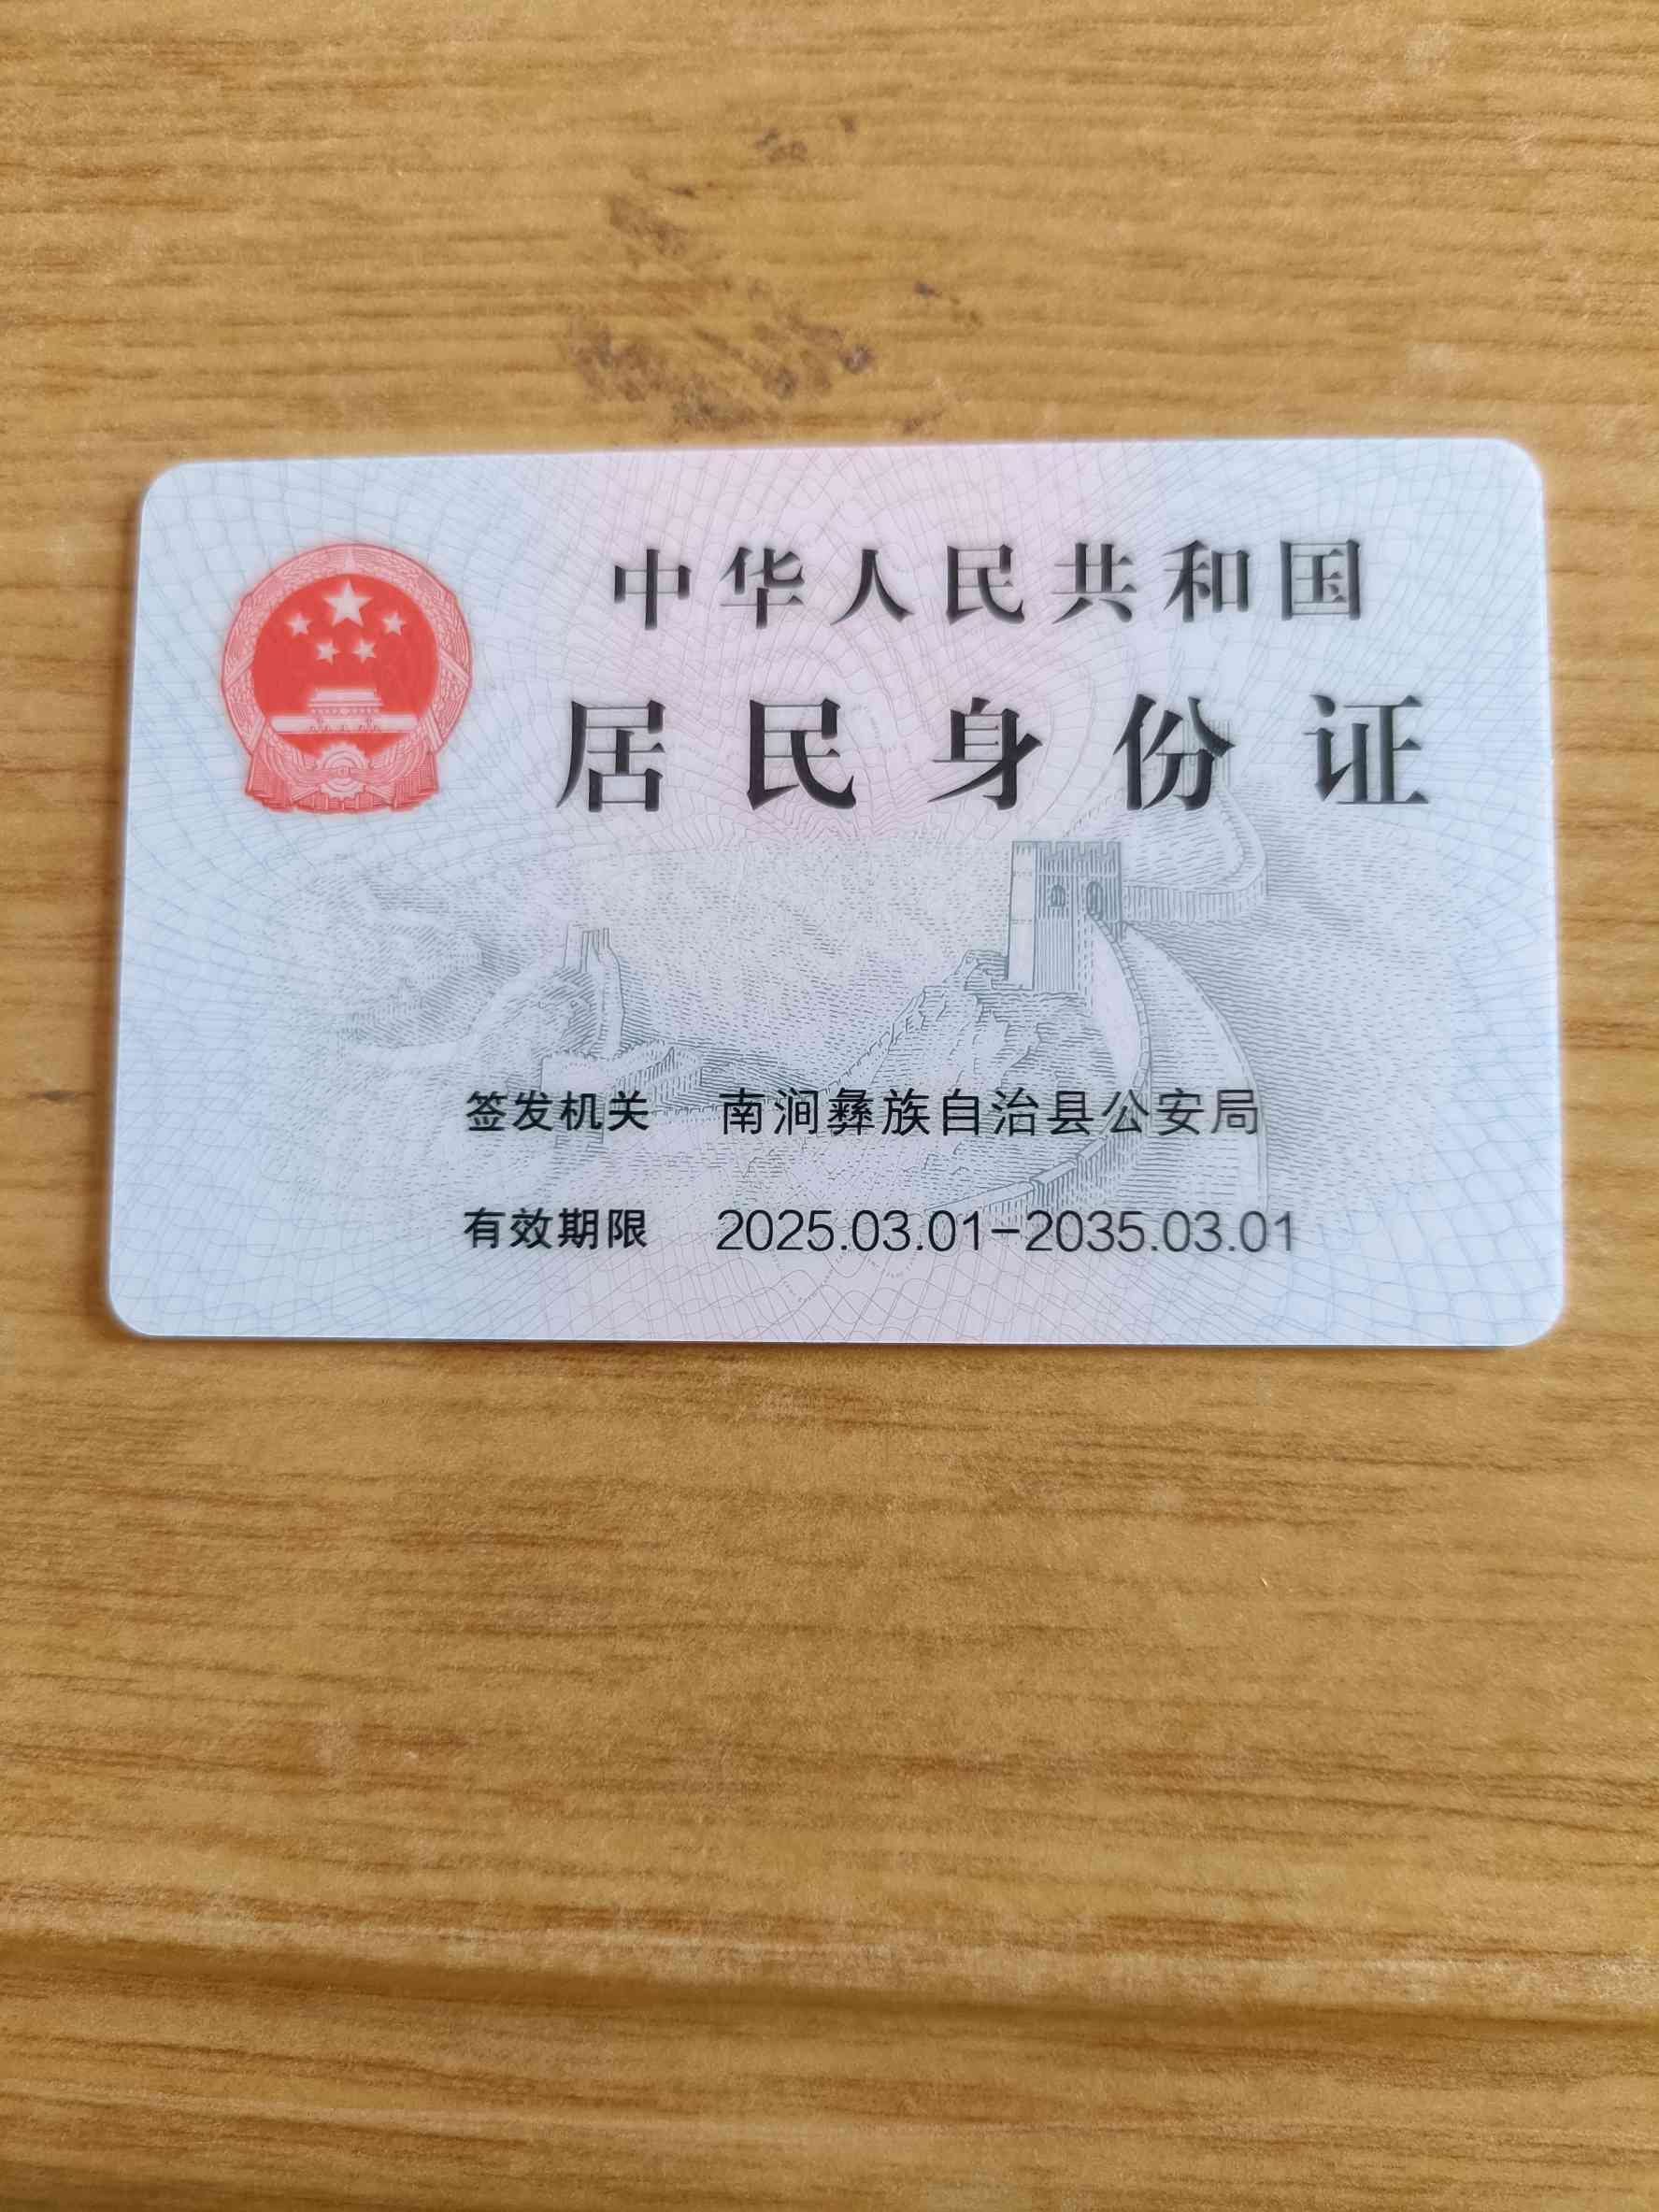 中华人民共和国
居民身份证
签发机关 南涧彝族自治县公安局
有效期限 2025.03.01-2035.03.01